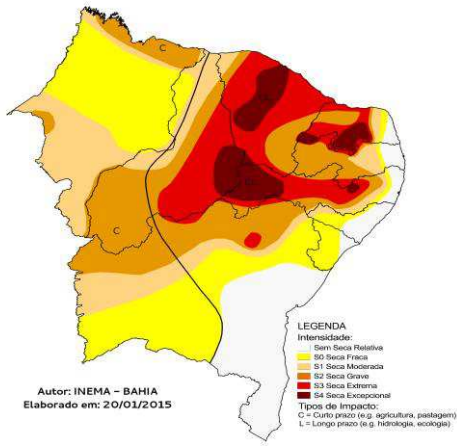 C
C
Autor: INEMA – BAHIA
Elaborado em: 20/01/2015
LEGENDA
Intensidade:
Sem Seca Relativa
S0 Seca Fraca
S1 Seca Moderada
S2 Seca Grave
S3 Seca Extrema
S4 Seca Excepcional
Tipos de Impacto:
C = Curto prazo (e.g. agricultura, pastagem)
L = Longo prazo (e.g. hidrologia, ecologia)